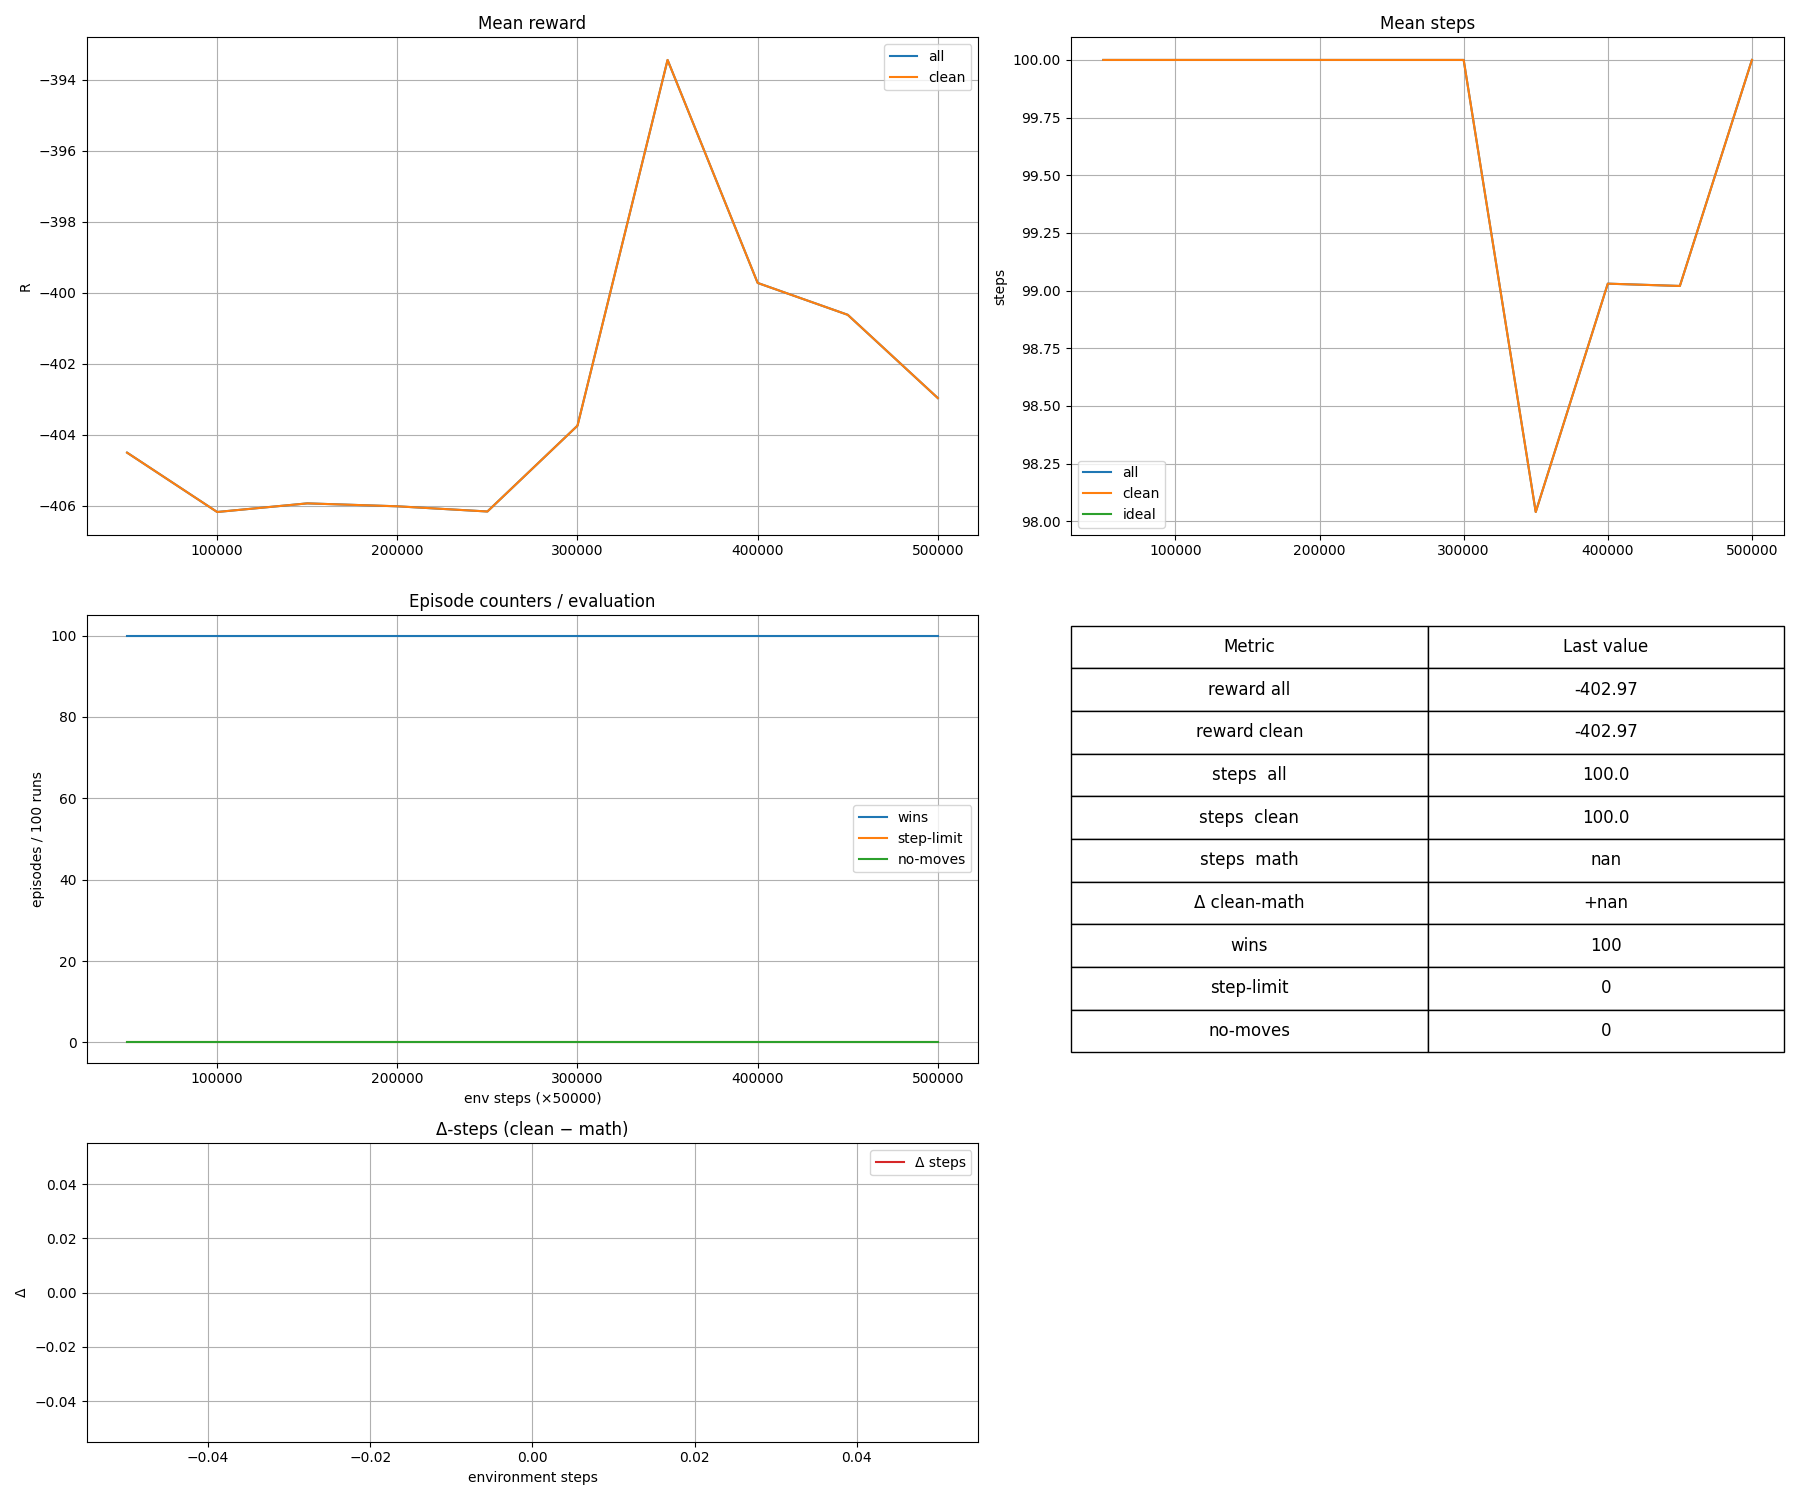 Mean reward
−394
−396
−398
−400
−402
−404
−406
R
all
clean
100000
200000
300000
400000
500000
Mean steps
100.00
99.75
99.50
99.25
99.00
98.75
98.50
98.25
98.00
steps
all
clean
ideal
100000
200000
300000
400000
500000
Episode counters / evaluation
100
80
60
40
20
0
episodes / 100 runs
wins
step-limit
no-moves
100000
200000
300000
400000
500000
env steps (×50000)
Metric Last value
reward all -402.97
reward clean -402.97
steps all 100.0
steps clean 100.0
steps math nan
Δ clean-math +nan
wins 100
step-limit 0
no-moves 0
Δ-steps (clean − math)
0.04
0.02
0.00
−0.02
−0.04
Δ
Δ steps
−0.04
−0.02
0.00
0.02
0.04
environment steps